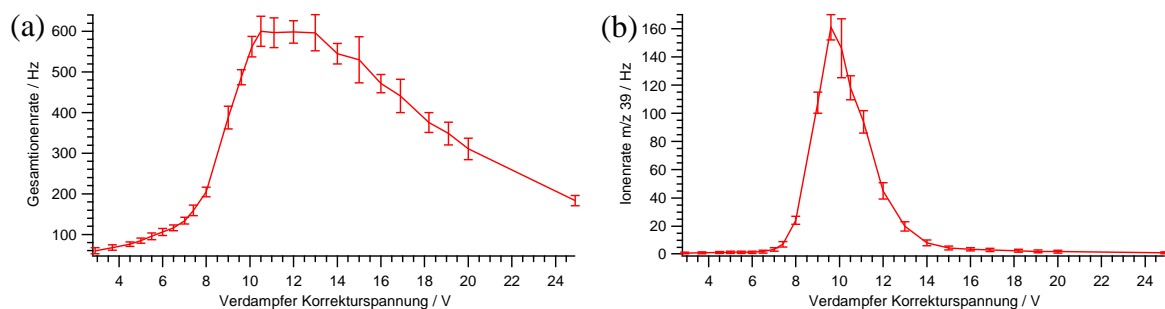 (a)
Gesamtionenrate / Hz
600
500
400
300
200
100
4 6 8 10 12 14 16 18 20 22 24
Verdampfer Korrekturspannung / V
(b)
Ionenrate m/z 39 / Hz
160
140
120
100
80
60
40
20
0
4 6 8 10 12 14 16 18 20 22 24
Verdampfer Korrekturspannung / V